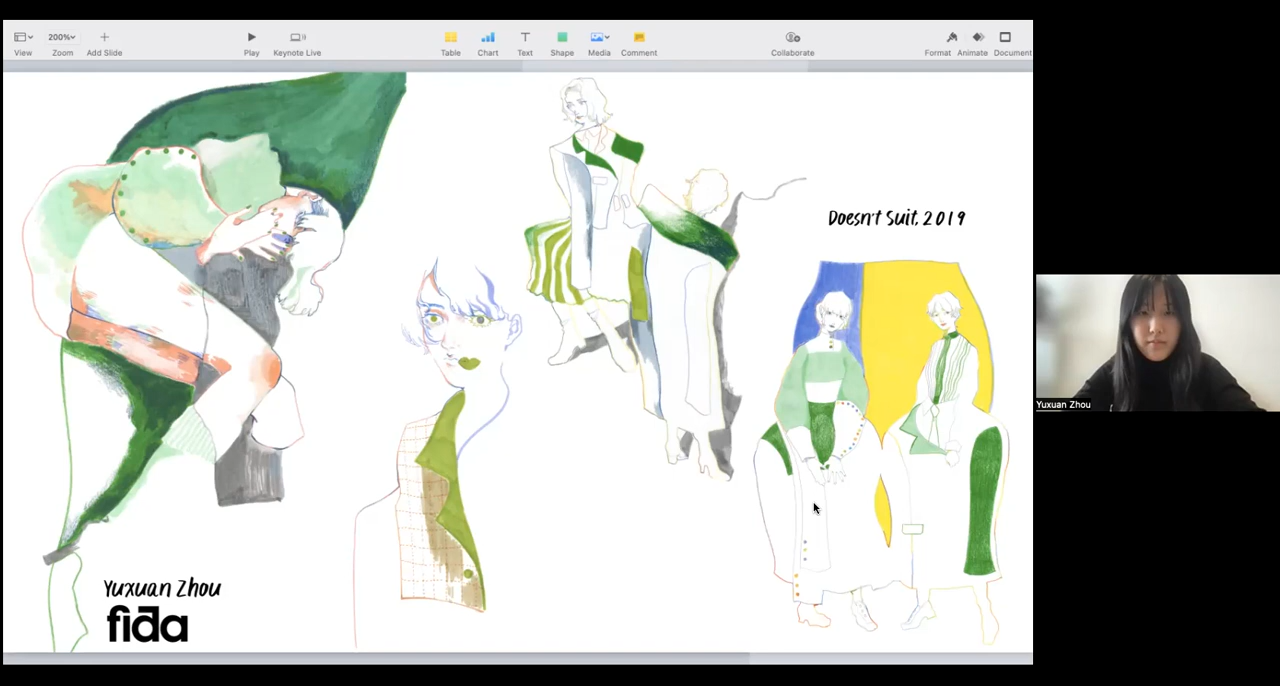 View
200%
Zoom
Add Slide
Play
Keynote Live
Table
Chart
Text
Shape
Media
Comment
Collaborate
Format
Animate
Document
Doesn't Suit, 2019
Yuxuan Zhou
Yuxuan Zhou
fida